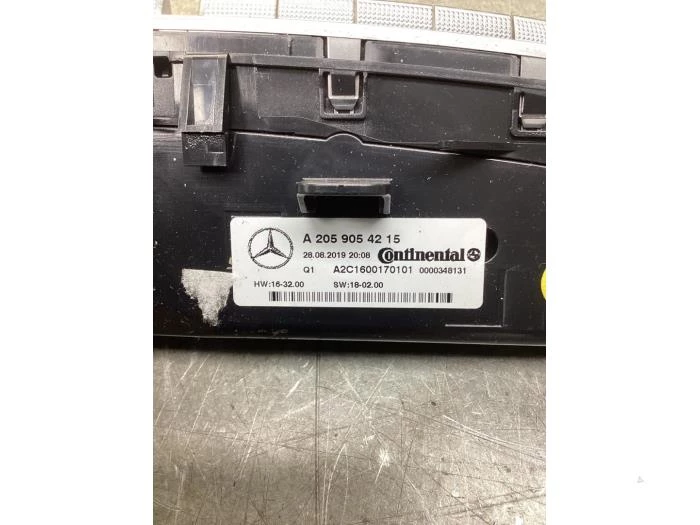 A 205 905 42 15
28.08.2019 20:08 Continental
Q1 A2C1600170101 0000348131
HW:16-32.00 SW:18-02.00